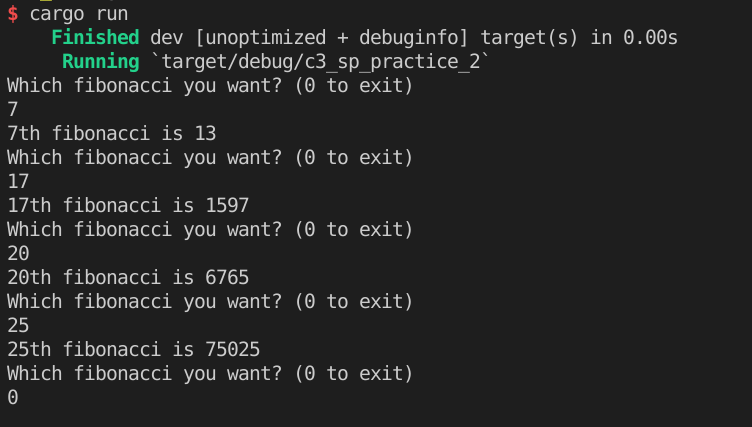 $ cargo run
Finished dev [unoptimized + debuginfo] target(s) in 0.00s
Running `target/debug/c3_sp_practice_2`
Which fibonacci you want? (0 to exit)
7
7th fibonacci is 13
Which fibonacci you want? (0 to exit)
17
17th fibonacci is 1597
Which fibonacci you want? (0 to exit)
20
20th fibonacci is 6765
Which fibonacci you want? (0 to exit)
25
25th fibonacci is 75025
Which fibonacci you want? (0 to exit)
0